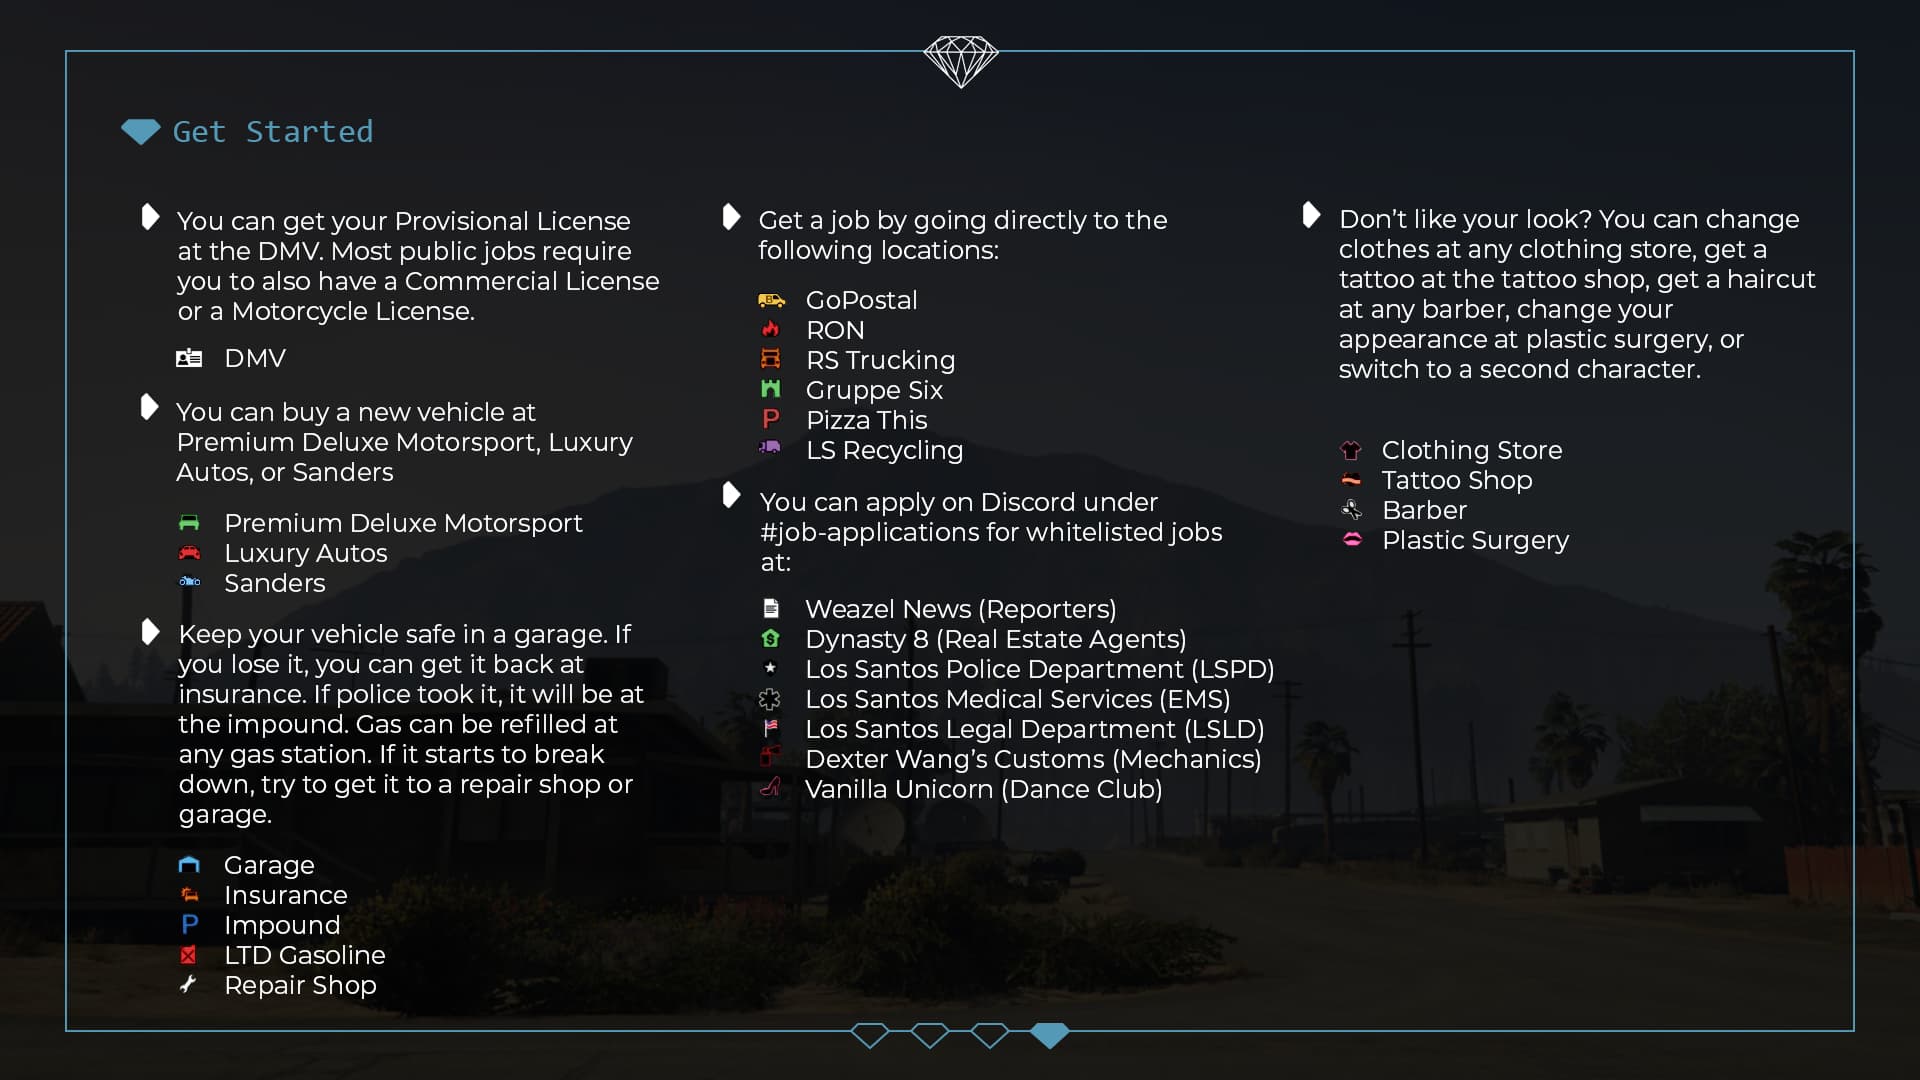 Get Started
You can get your Provisional License
at the DMV. Most public jobs require
you to also have a Commercial License
or a Motorcycle License.
DMV
You can buy a new vehicle at
Premium Deluxe Motorsport, Luxury
Autos, or Sanders
Premium Deluxe Motorsport
Luxury Autos
Sanders
Keep your vehicle safe in a garage. If
you lose it, you can get it back at
insurance. If police took it, it will be at
the impound. Gas can be refilled at
any gas station. If it starts to break
down, try to get it to a repair shop or
garage.
Garage
Insurance
P Impound
LTD Gasoline
Repair Shop
Get a job by going directly to the
following locations:
GoPostal
RON
RS Trucking
Gruppe Six
P Pizza This
LS Recycling
You can apply on Discord under
#job-applications for whitelisted jobs
at:
Weazel News (Reporters)
Dynasty 8 (Real Estate Agents)
Los Santos Police Department (LSPD)
Los Santos Medical Services (EMS)
Los Santos Legal Department (LSLD)
Dexter Wang’s Customs (Mechanics)
Vanilla Unicorn (Dance Club)
Don’t like your look? You can change
clothes at any clothing store, get a
tattoo at the tattoo shop, get a haircut
at any barber, change your
appearance at plastic surgery, or
switch to a second character.
Clothing Store
Tattoo Shop
Barber
Plastic Surgery